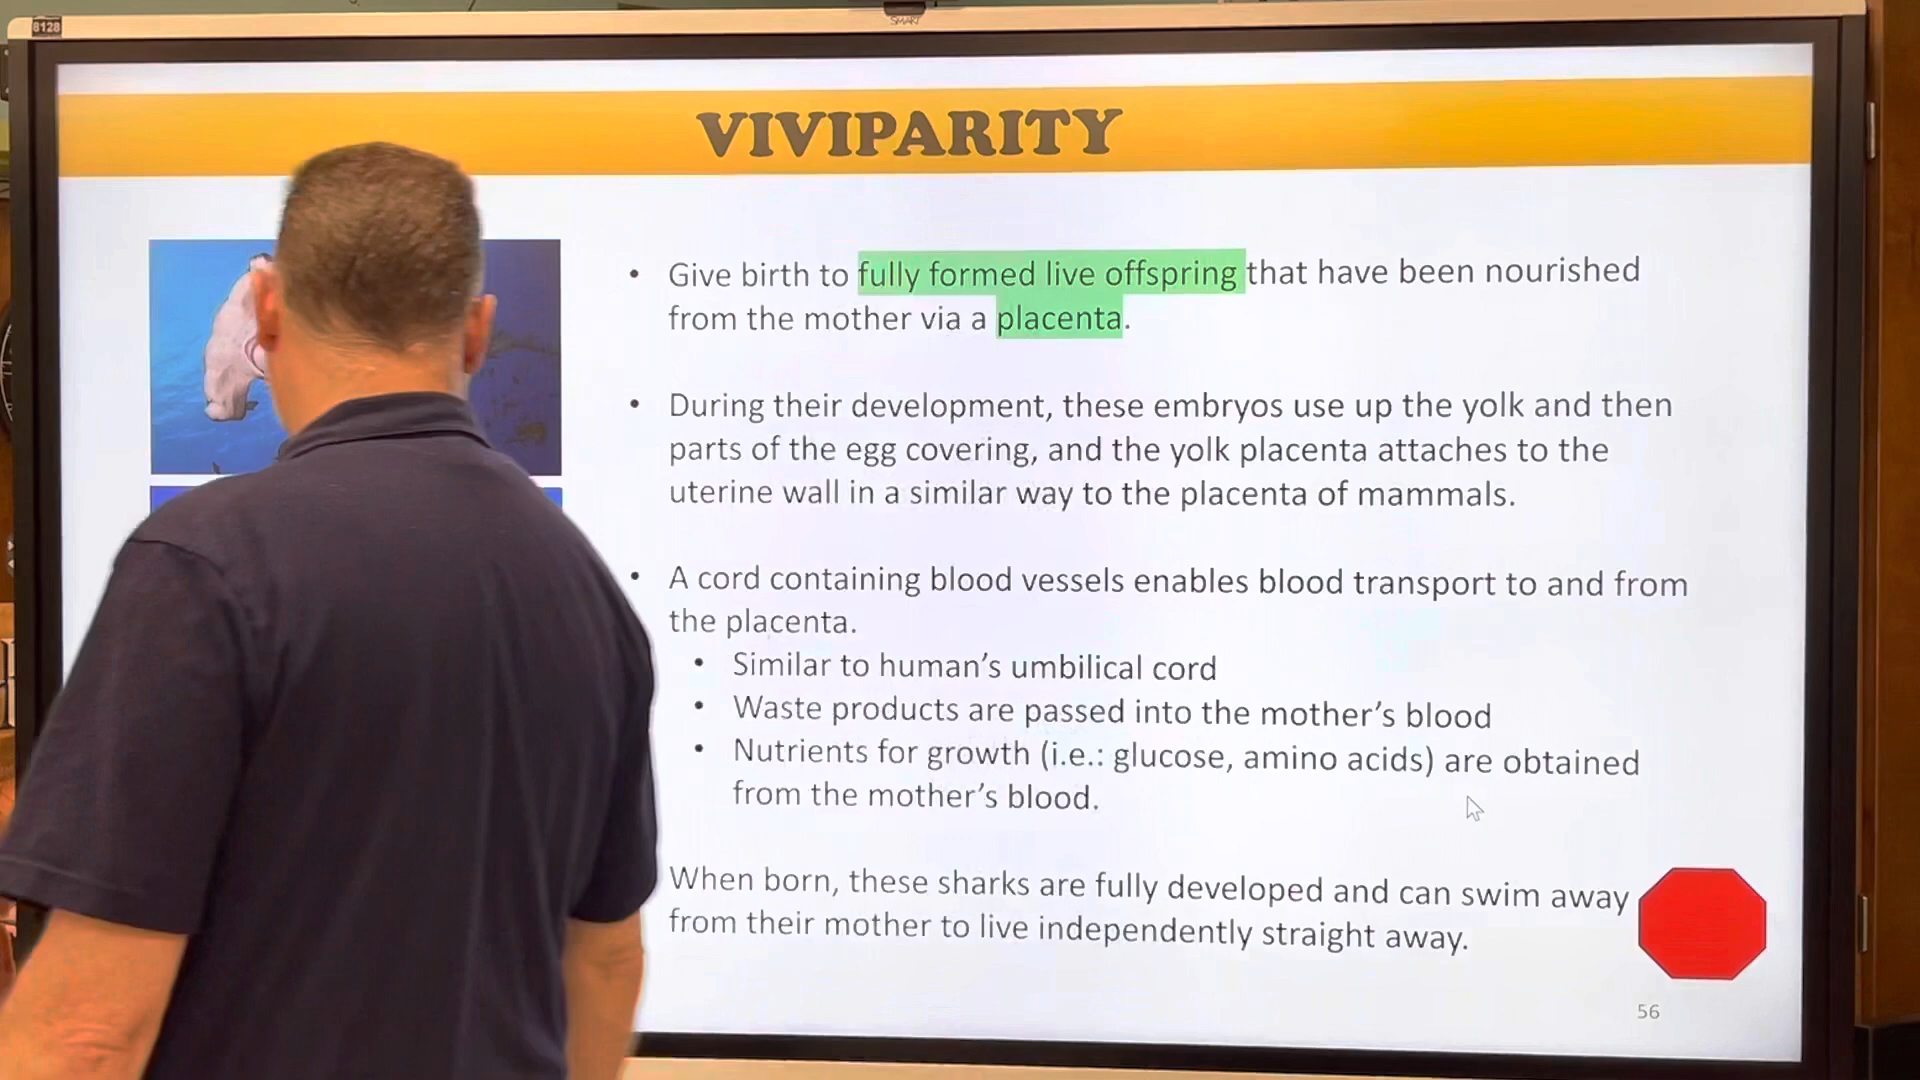 8128
SMART
VIVIPARITY
• Give birth to fully formed live offspring that have been nourished
from the mother via a placenta.
• During their development, these embryos use up the yolk and then
parts of the egg covering, and the yolk placenta attaches to the
uterine wall in a similar way to the placenta of mammals.
• A cord containing blood vessels enables blood transport to and from
the placenta.
• Similar to human’s umbilical cord
• Waste products are passed into the mother’s blood
• Nutrients for growth (i.e.: glucose, amino acids) are obtained
from the mother’s blood.
When born, these sharks are fully developed and can swim away
from their mother to live independently straight away.
56